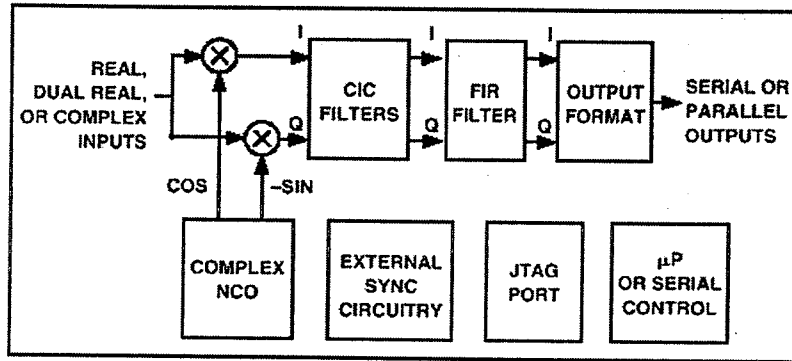 REAL,
DUAL REAL,
OR COMPLEX
INPUTS
I
Q
COS
–SIN
CIC
FILTERS
I
Q
FIR
FILTER
I
Q
OUTPUT
FORMAT
SERIAL OR
PARALLEL
OUTPUTS
COMPLEX
NCO
EXTERNAL
SYNC
CIRCUITRY
JTAG
PORT
µP
OR SERIAL
CONTROL